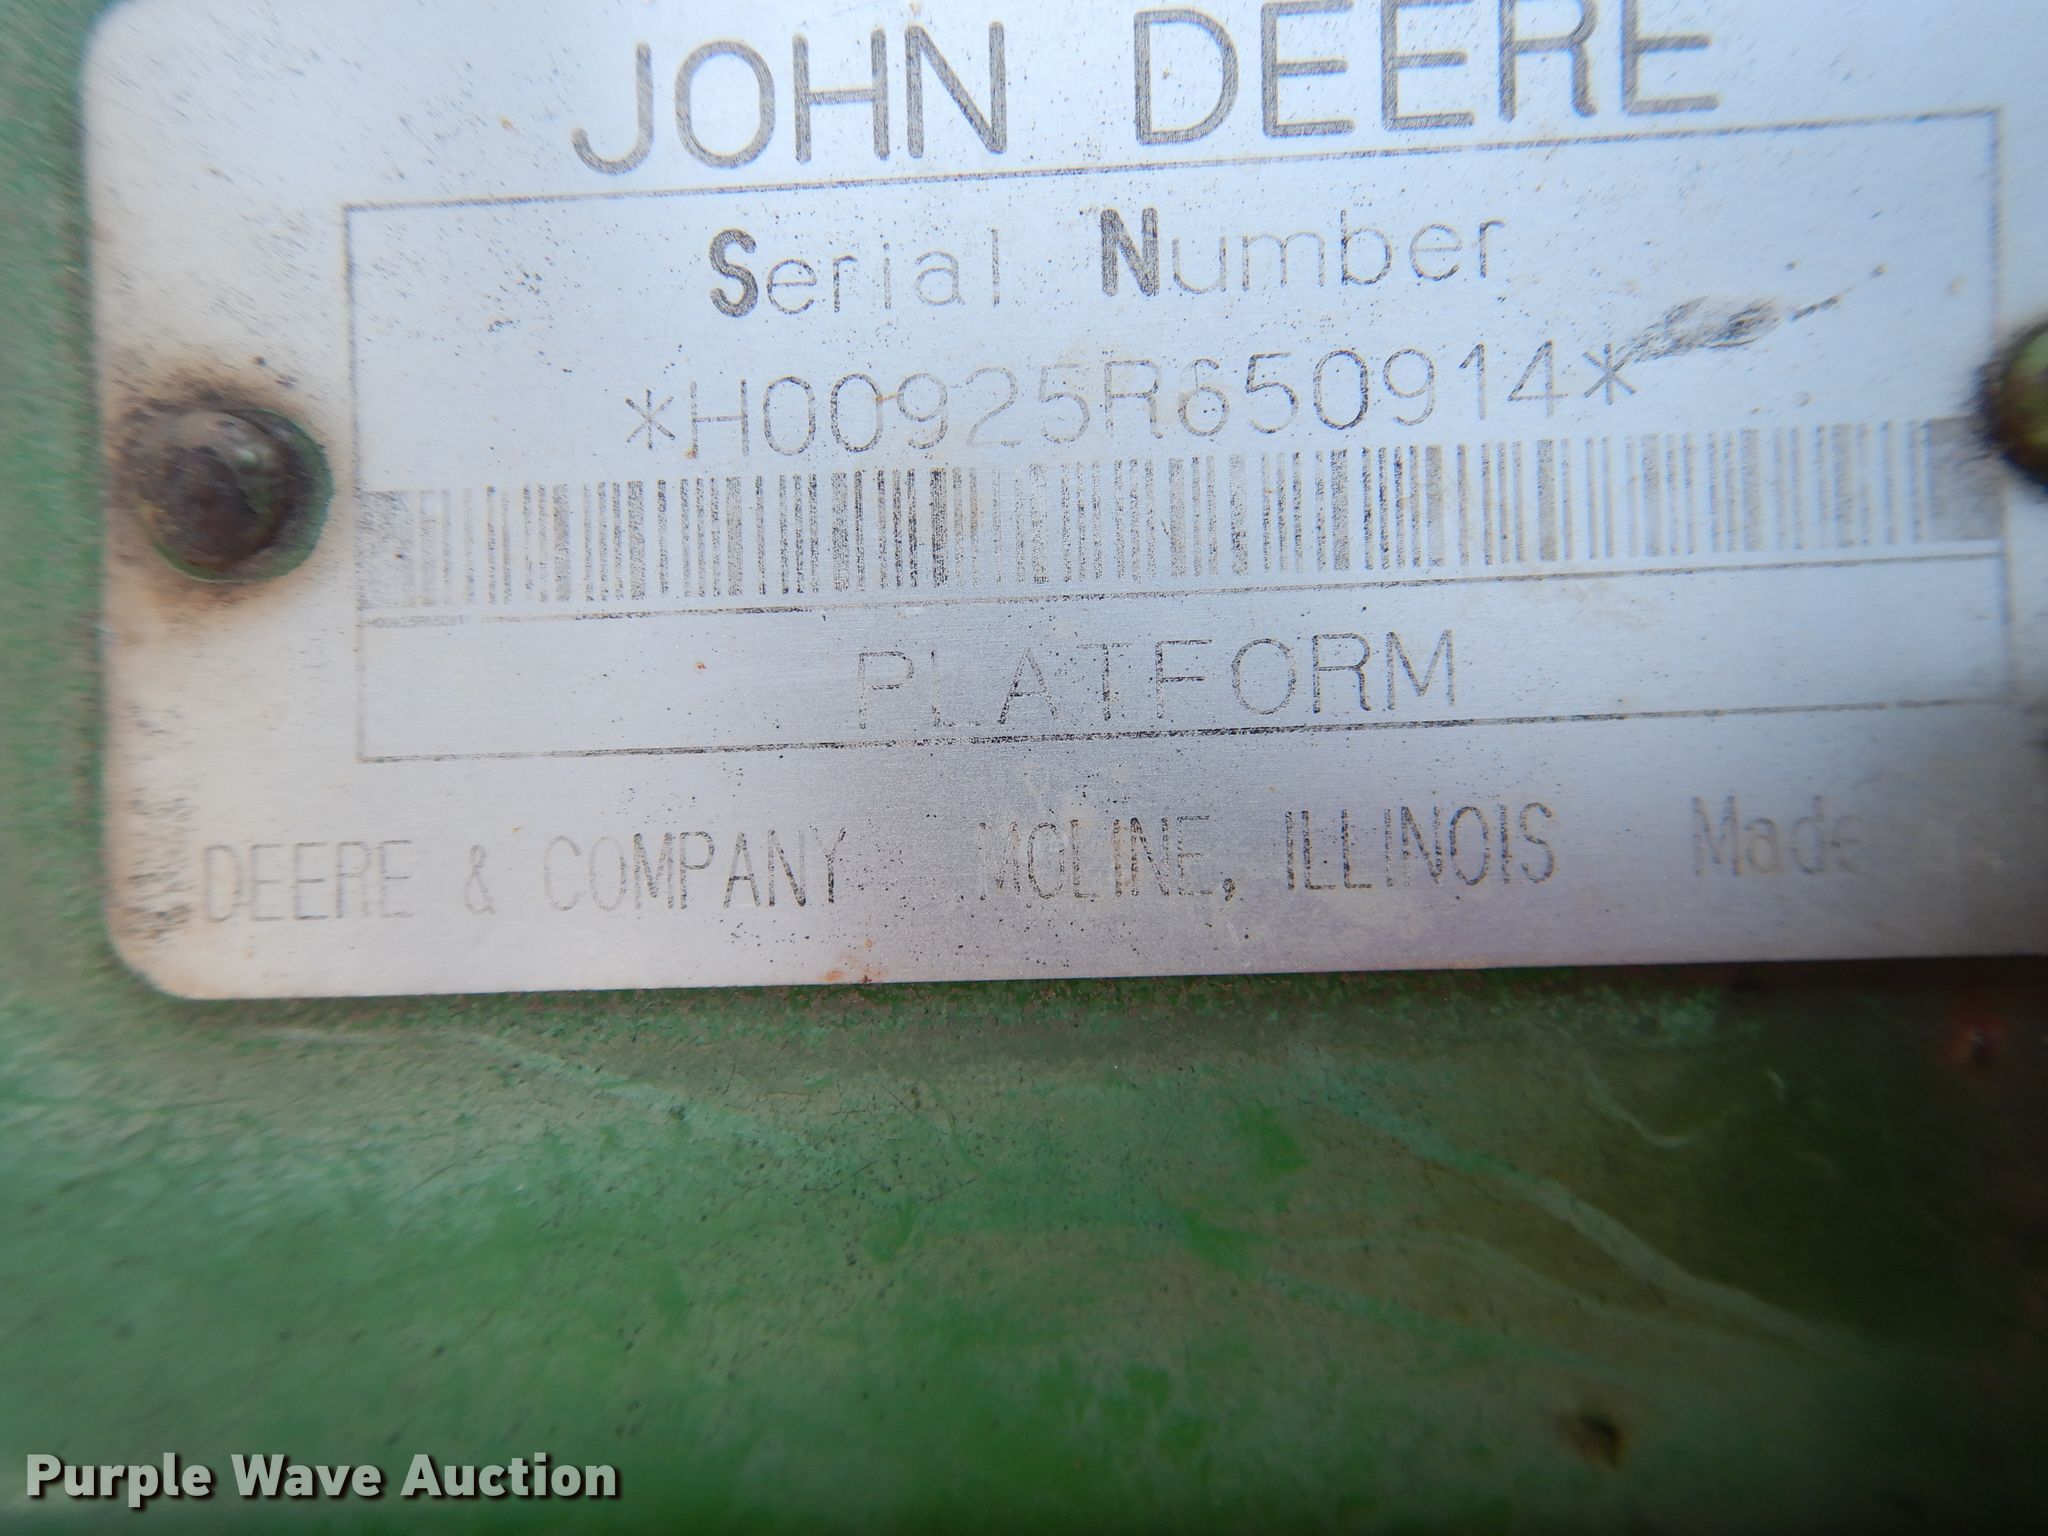 JOHN DEERE
Serial Number
*H00925R650914*
PLATFORM
DEERE & COMPANY MOLINE, ILLINOIS Made
Purple Wave Auction